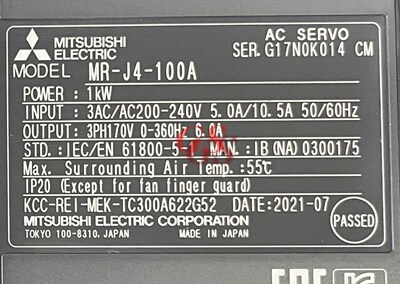 MITSUBISHI ELECTRIC
AC SERVO
SER. G17N0K014 CM
MODEL MR-J4-100A
POWER : 1kW
INPUT : 3AC/AC200-240V 5.0A/10.5A 50/60Hz
OUTPUT: 3PH170V 0-360Hz 6.0A
STD. : IEC/EN 61800-5-1 MAN. : IB (NA) 0300175
Max. Surrounding Air Temp. :55℃
IP20 (Except for fan finger guard)
KCC-REI-MEK-TC300A622G52 DATE:2021-07
MITSUBISHI ELECTRIC CORPORATION
TOKYO 100-8310, JAPAN MADE IN JAPAN
PASSED